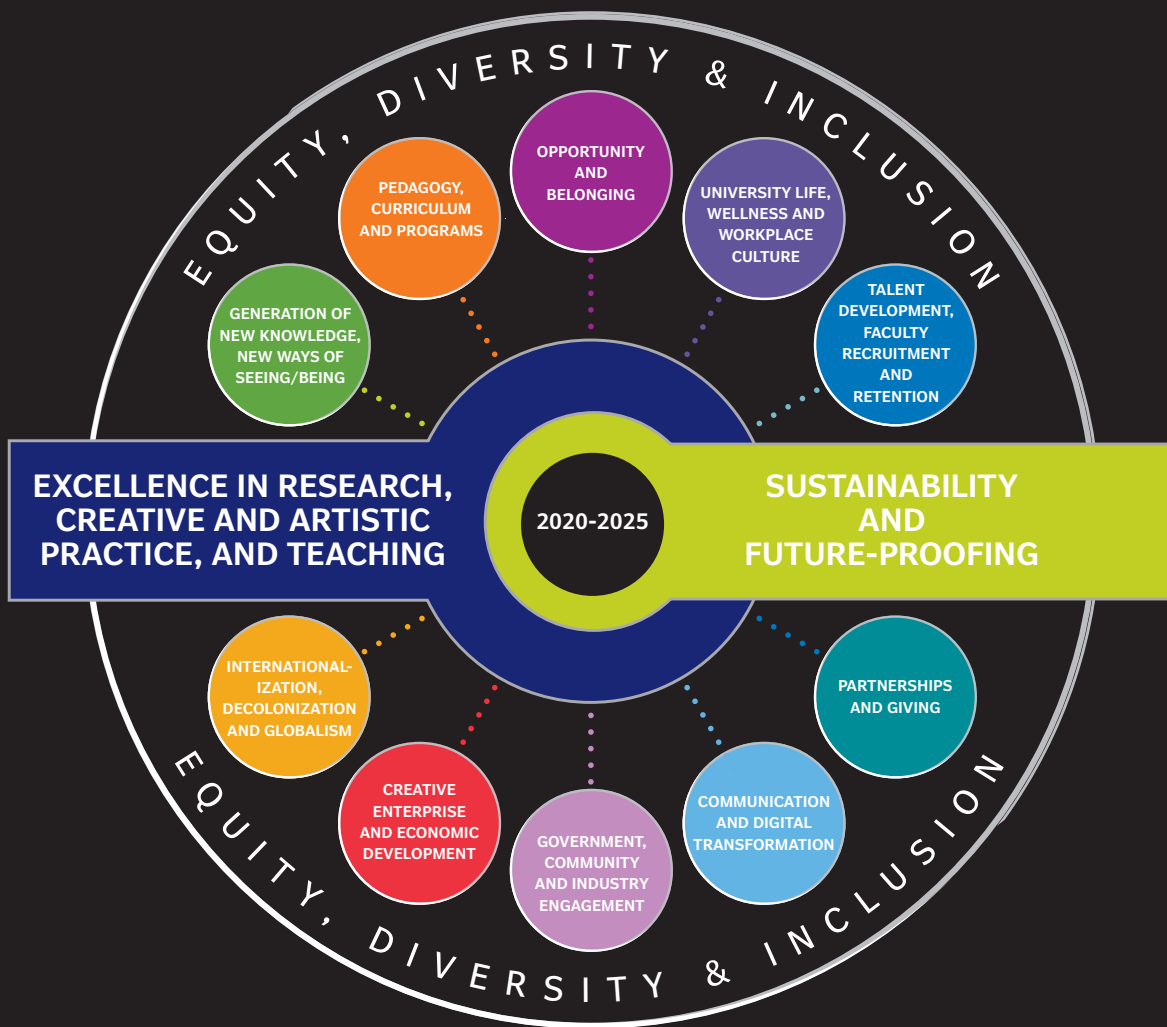 EQUITY, DIVERSITY & INCLUSION
OPPORTUNITY
AND
BELONGING
PEDAGOGY,
CURRICULUM
AND PROGRAMS
UNIVERSITY LIFE,
WELLNESS AND
WORKPLACE
CULTURE
GENERATION OF
NEW KNOWLEDGE,
NEW WAYS OF
SEEING/BEING
TALENT
DEVELOPMENT,
FACULTY
RECRUITMENT
AND
RETENTION
EXCELLENCE IN RESEARCH,
CREATIVE AND ARTISTIC
PRACTICE, AND TEACHING
2020-2025
SUSTAINABILITY
AND
FUTURE-PROOFING
INTERNATIONAL-
IZATION,
DECOLONIZATION
AND GLOBALISM
PARTNERSHIPS
AND GIVING
CREATIVE
ENTERPRISE
AND ECONOMIC
DEVELOPMENT
COMMUNICATION
AND DIGITAL
TRANSFORMATION
GOVERNMENT,
COMMUNITY
AND INDUSTRY
ENGAGEMENT
EQUITY, DIVERSITY & INCLUSION